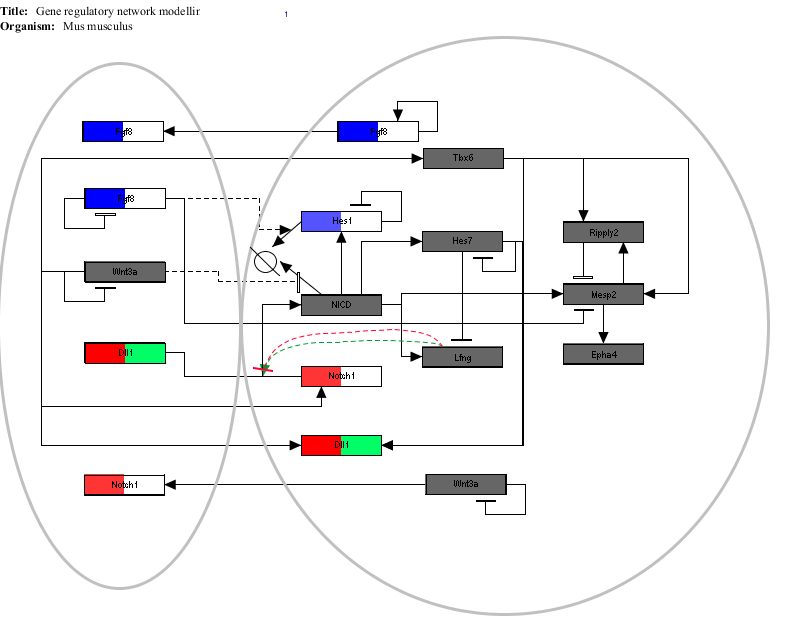 Title: Gene regulatory network modellir
1
Organism: Mus musculus
Fgf8
Fgf8
Tbx6
Fgf8
Hes1
Ripply2
Hes7
Wnt3a
Mesp2
NICD
Dll1
Lfng
Epha4
Notch1
Dll1
Notch1
Wnt3a